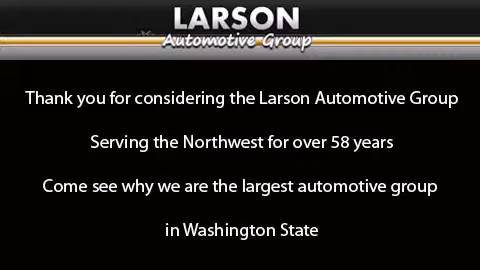 LARSON
Automotive Group
Thank you for considering the Larson Automotive Group
Serving the Northwest for over 58 years
Come see why we are the largest automotive group
in Washington State